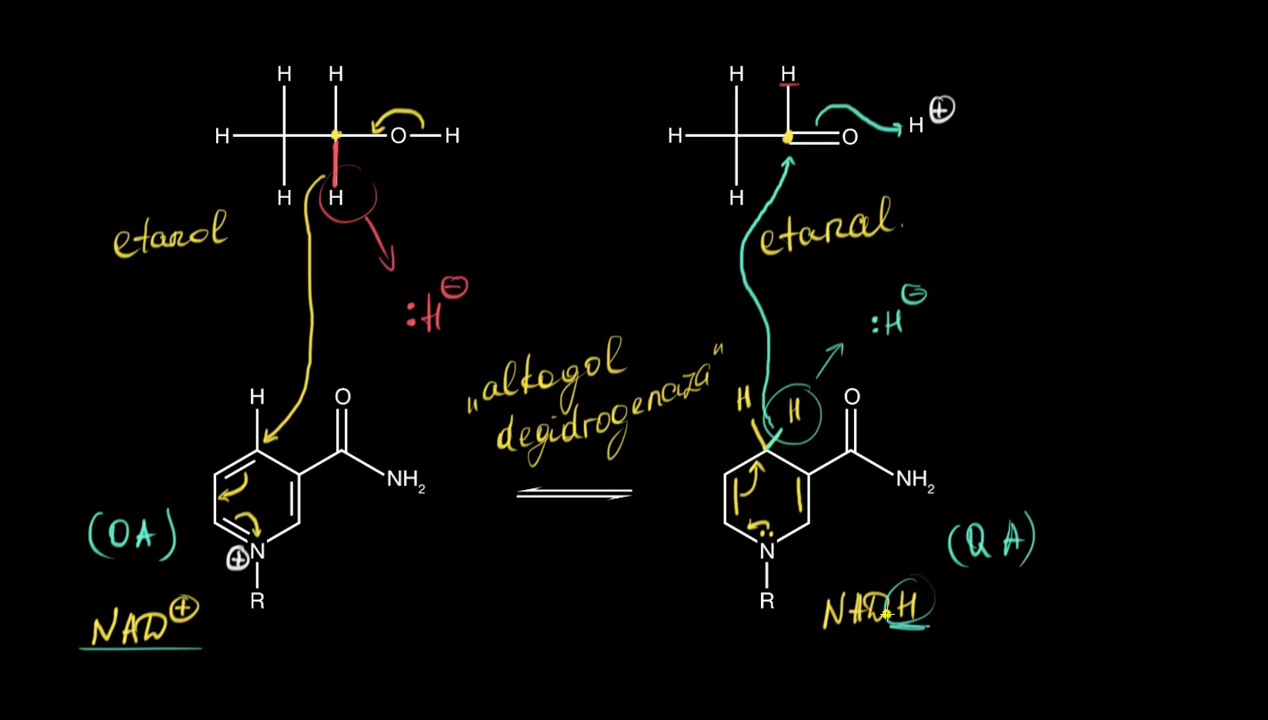 H H
H O H
H H
etanol
:H⊖
H H
H O H⊕
H
etanal.
:H⊖
„alkogol
degidrogenaza"
H O
NH₂
⊕N
R
(OA)
NAD⊕
H H O
NH₂
N̈
R
(QA)
NADH